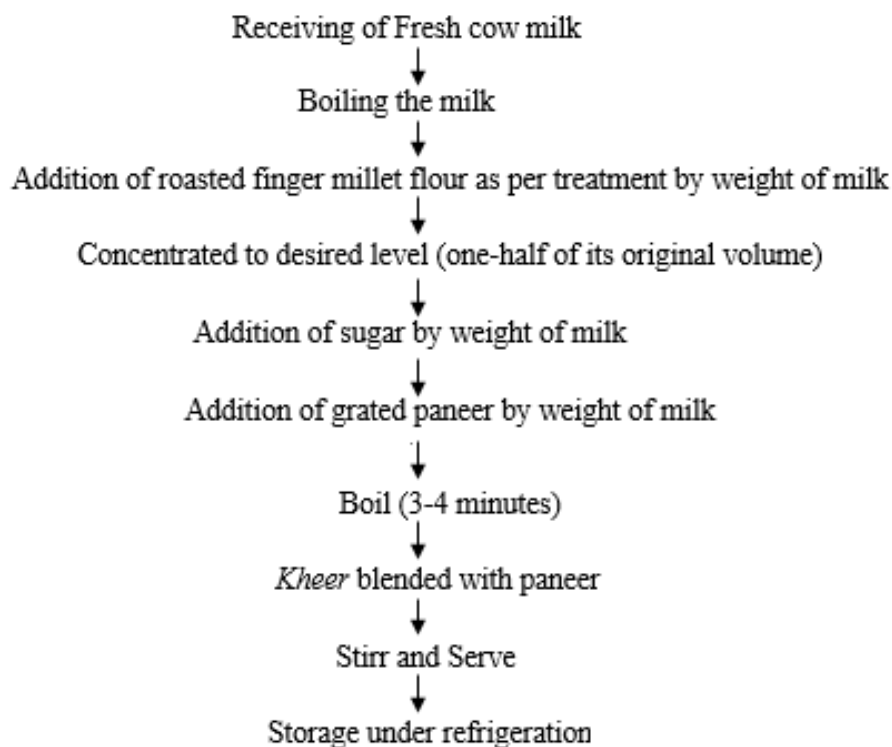 Receiving of Fresh cow milk
Boiling the milk
Addition of roasted finger millet flour as per treatment by weight of milk
Concentrated to desired level (one-half of its original volume)
Addition of sugar by weight of milk
Addition of grated paneer by weight of milk
Boil (3-4 minutes)
Kheer blended with paneer
Stirr and Serve
Storage under refrigeration